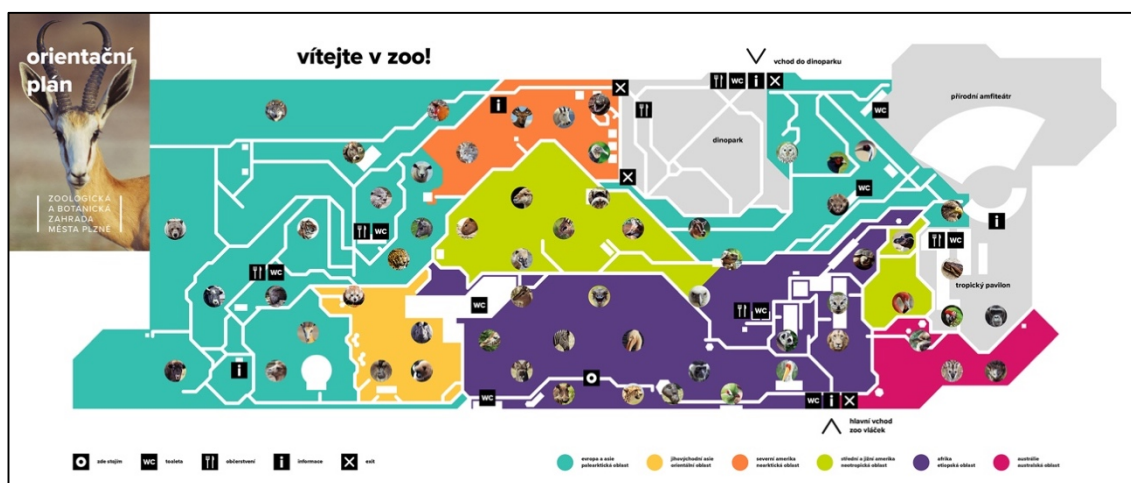 orientační
plán
ZOOLOGICKÁ
A BOTANICKÁ
ZAHRADA
MĚSTA PLZNĚ
vítejte v zoo!
vchod do dinoparku
WC
WC
přírodní amfiteátr
dinopark
WC
WC
WC
WC
tropický pavilon
WC
WC
WC
WC
hlavní vchod
zoo vláček
zde stojím
WC
toaleta
občerstvení
informace
exit
evropa a asie
palearktická oblast
jihovýchodní asie
orientální oblast
severní amerika
nearktická oblast
střední a jižní amerika
neotropická oblast
afrika
etiopská oblast
austrálie
australská oblast